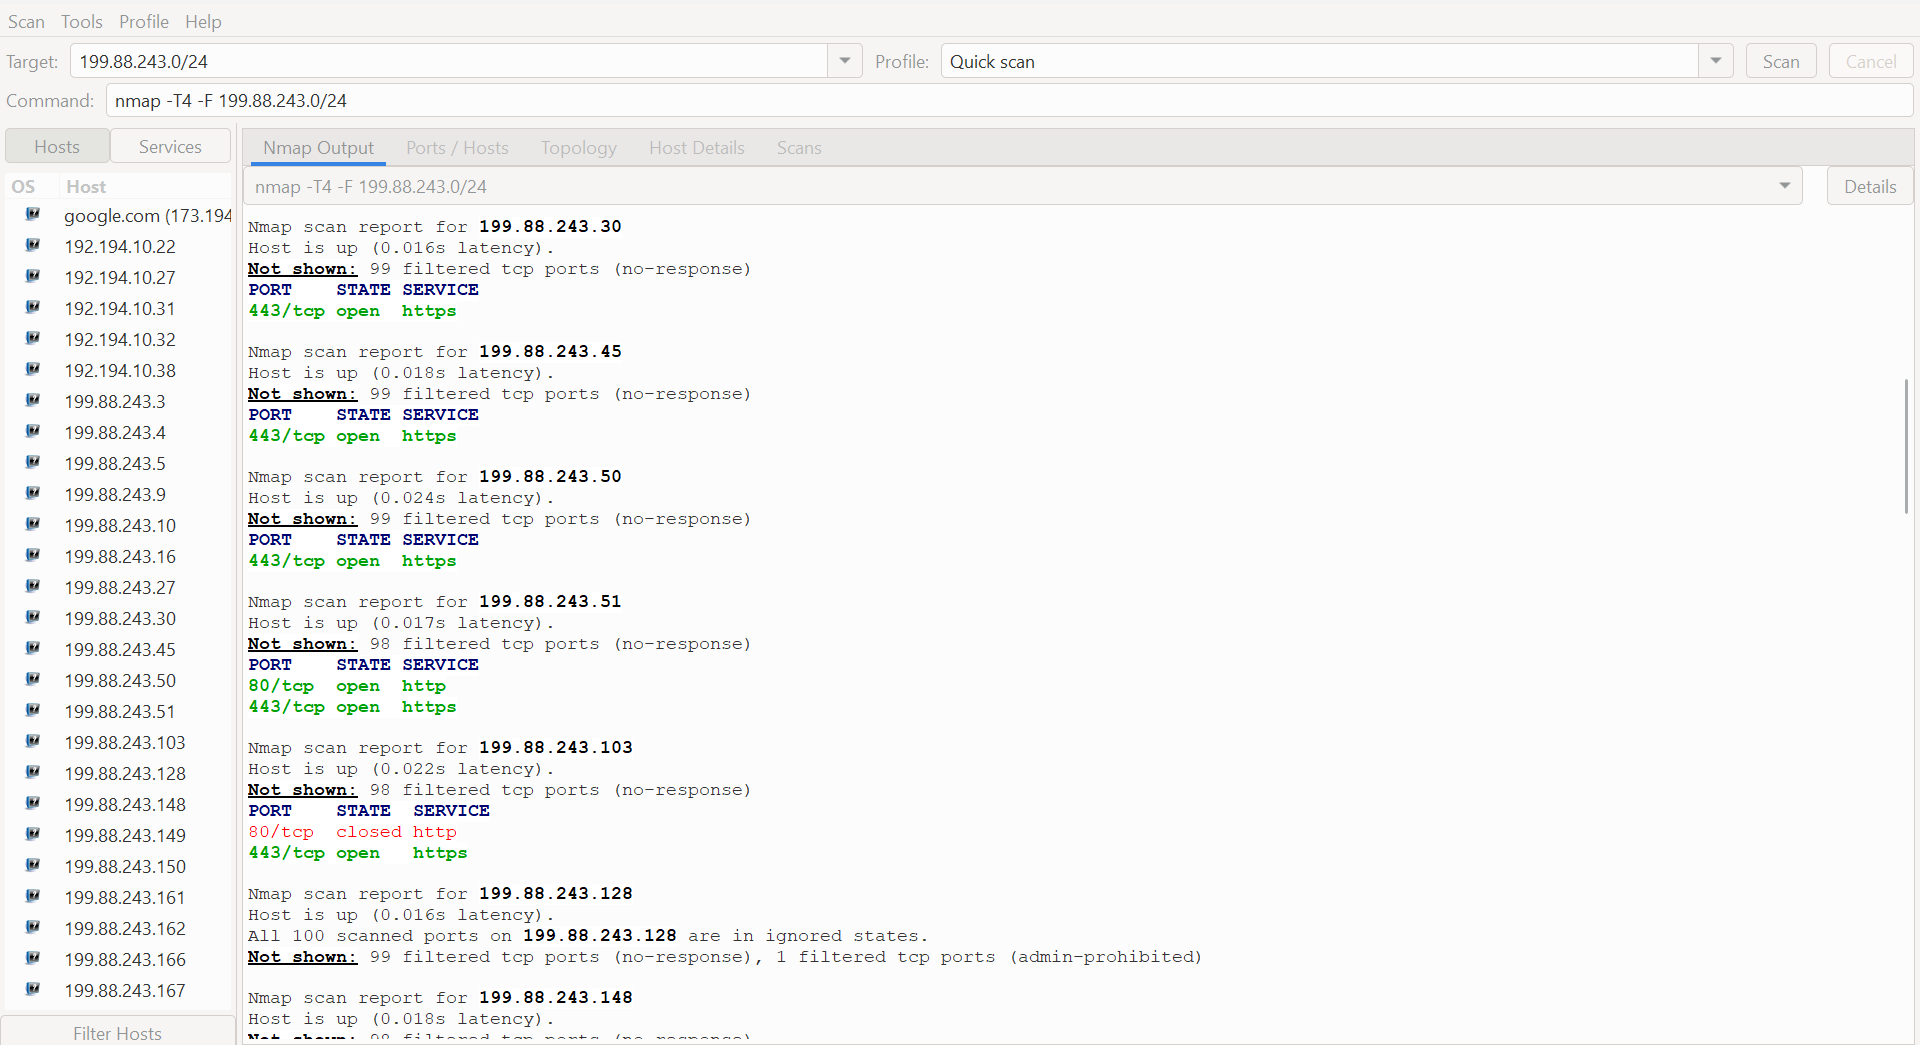 Scan Tools Profile Help
Target: 199.88.243.0/24 Profile: Quick scan Scan Cancel
Command: nmap -T4 -F 199.88.243.0/24
Hosts Services
OS Host
google.com (173.194
192.194.10.22
192.194.10.27
192.194.10.31
192.194.10.32
192.194.10.38
199.88.243.3
199.88.243.4
199.88.243.5
199.88.243.9
199.88.243.10
199.88.243.16
199.88.243.27
199.88.243.30
199.88.243.45
199.88.243.50
199.88.243.51
199.88.243.103
199.88.243.128
199.88.243.148
199.88.243.149
199.88.243.150
199.88.243.161
199.88.243.162
199.88.243.166
199.88.243.167
Filter Hosts
Nmap Output Ports / Hosts Topology Host Details Scans
nmap -T4 -F 199.88.243.0/24 Details
Nmap scan report for 199.88.243.30
Host is up (0.016s latency).
Not shown: 99 filtered tcp ports (no-response)
PORT STATE SERVICE
443/tcp open https
Nmap scan report for 199.88.243.45
Host is up (0.018s latency).
Not shown: 99 filtered tcp ports (no-response)
PORT STATE SERVICE
443/tcp open https
Nmap scan report for 199.88.243.50
Host is up (0.024s latency).
Not shown: 99 filtered tcp ports (no-response)
PORT STATE SERVICE
443/tcp open https
Nmap scan report for 199.88.243.51
Host is up (0.017s latency).
Not shown: 98 filtered tcp ports (no-response)
PORT STATE SERVICE
80/tcp open http
443/tcp open https
Nmap scan report for 199.88.243.103
Host is up (0.022s latency).
Not shown: 98 filtered tcp ports (no-response)
PORT STATE SERVICE
80/tcp closed http
443/tcp open https
Nmap scan report for 199.88.243.128
Host is up (0.016s latency).
All 100 scanned ports on 199.88.243.128 are in ignored states.
Not shown: 99 filtered tcp ports (no-response), 1 filtered tcp ports (admin-prohibited)
Nmap scan report for 199.88.243.148
Host is up (0.018s latency).
Not shown: 98 filtered tcp ports (no-response)